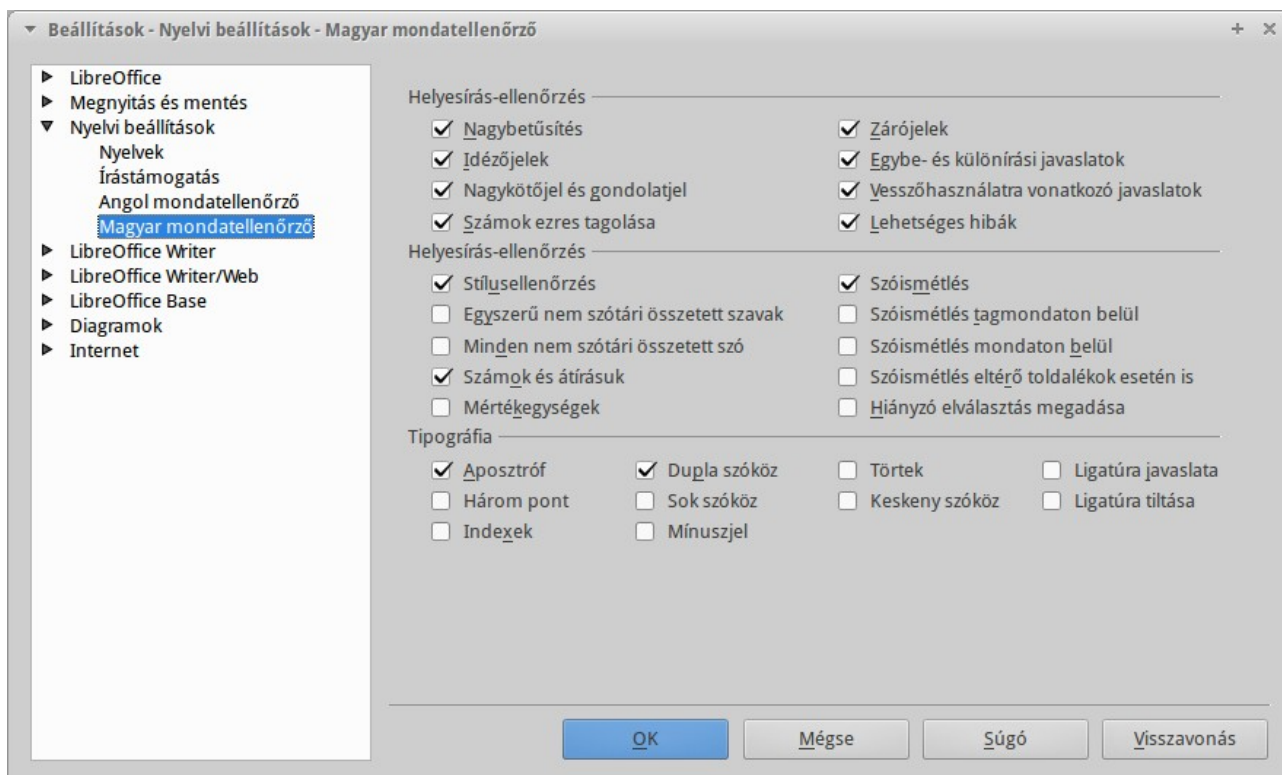 Beállítások - Nyelvi beállítások - Magyar mondatellenőrző
LibreOffice
Megnyitás és mentés
Nyelvi beállítások
Nyelvek
Írástámogatás
Angol mondatellenőrző
Magyar mondatellenőrző
LibreOffice Writer
LibreOffice Writer/Web
LibreOffice Base
Diagramok
Internet
Helyesírás-ellenőrzés
Nagybetűsítés Zárójelek
Idézőjelek Egybe- és különírási javaslatok
Nagykötőjel és gondolatjel Vesszőhasználatra vonatkozó javaslatok
Számok ezres tagolása Lehetséges hibák
Helyesírás-ellenőrzés
Stílusellenőrzés Szóismétlés
Egyszerű nem szótári összetett szavak Szóismétlés tagmondaton belül
Minden nem szótári összetett szó Szóismétlés mondaton belül
Számok és átírásuk Szóismétlés eltérő toldalékok esetén is
Mértékegységek Hiányzó elválasztás megadása
Tipográfia
Aposztróf Dupla szóköz Törtek Ligatúra javaslata
Három pont Sok szóköz Keskeny szóköz Ligatúra tiltása
Indexek Mínuszjel
OK Mégse Súgó Visszavonás